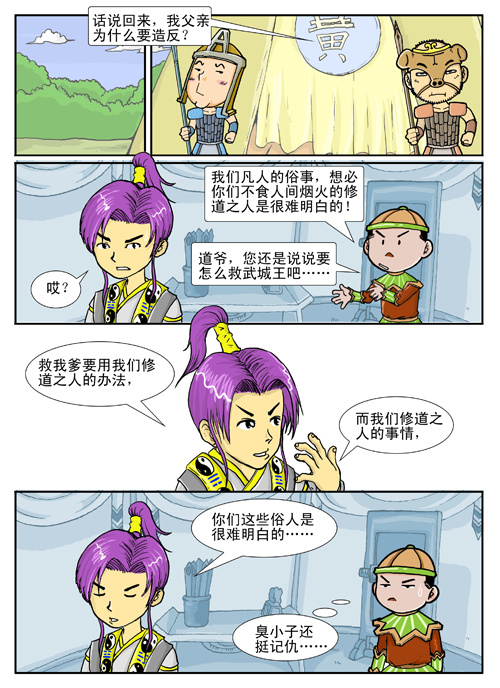 话说回来，我父亲
为什么要造反？
黄
我们凡人的俗事，想必
你们不食人间烟火的修
道之人是很难明白的！
道爷，您还是说说要
怎么救武城王吧……
哎？
救我爹要用我们修
道之人的办法，
而我们修道之
人的事情，
你们这些俗人是
很难明白的……
臭小子还
挺记仇……